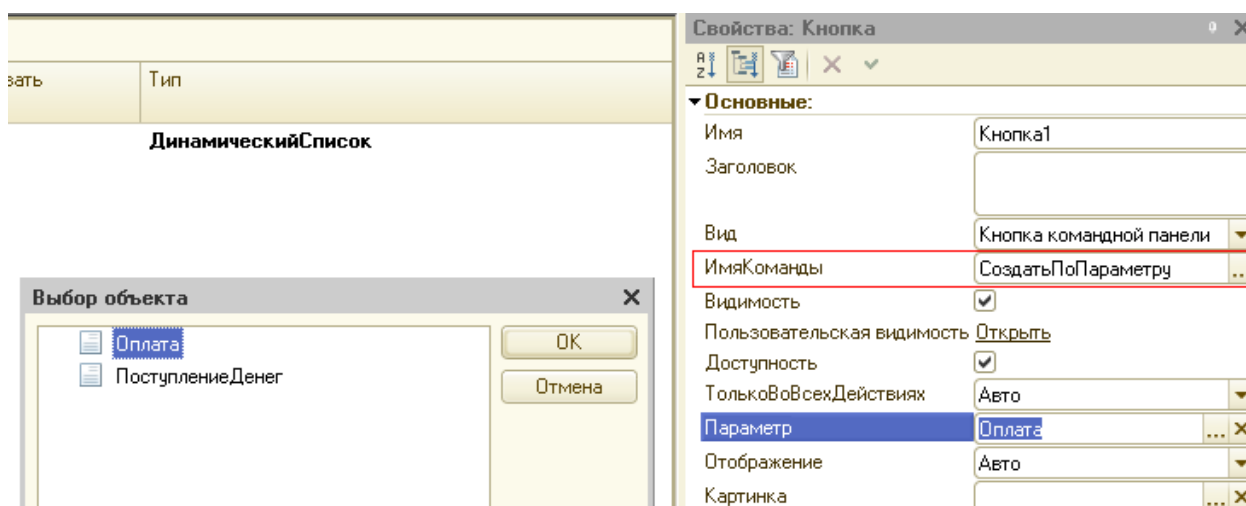 Свойства: Кнопка
вать
Тип
ДинамическийСписок
Основные:
Имя
Кнопка1
Заголовок
Вид
Кнопка командной панели
ИмяКоманды
СоздатьПоПараметру
Видимость
Пользовательская видимость
Открыть
Доступность
ТолькоВоВсехДействиях
Авто
Параметр
Оплата
Отображение
Авто
Картинка
Выбор объекта
Оплата
ПоступлениеДенег
OK
Отмена